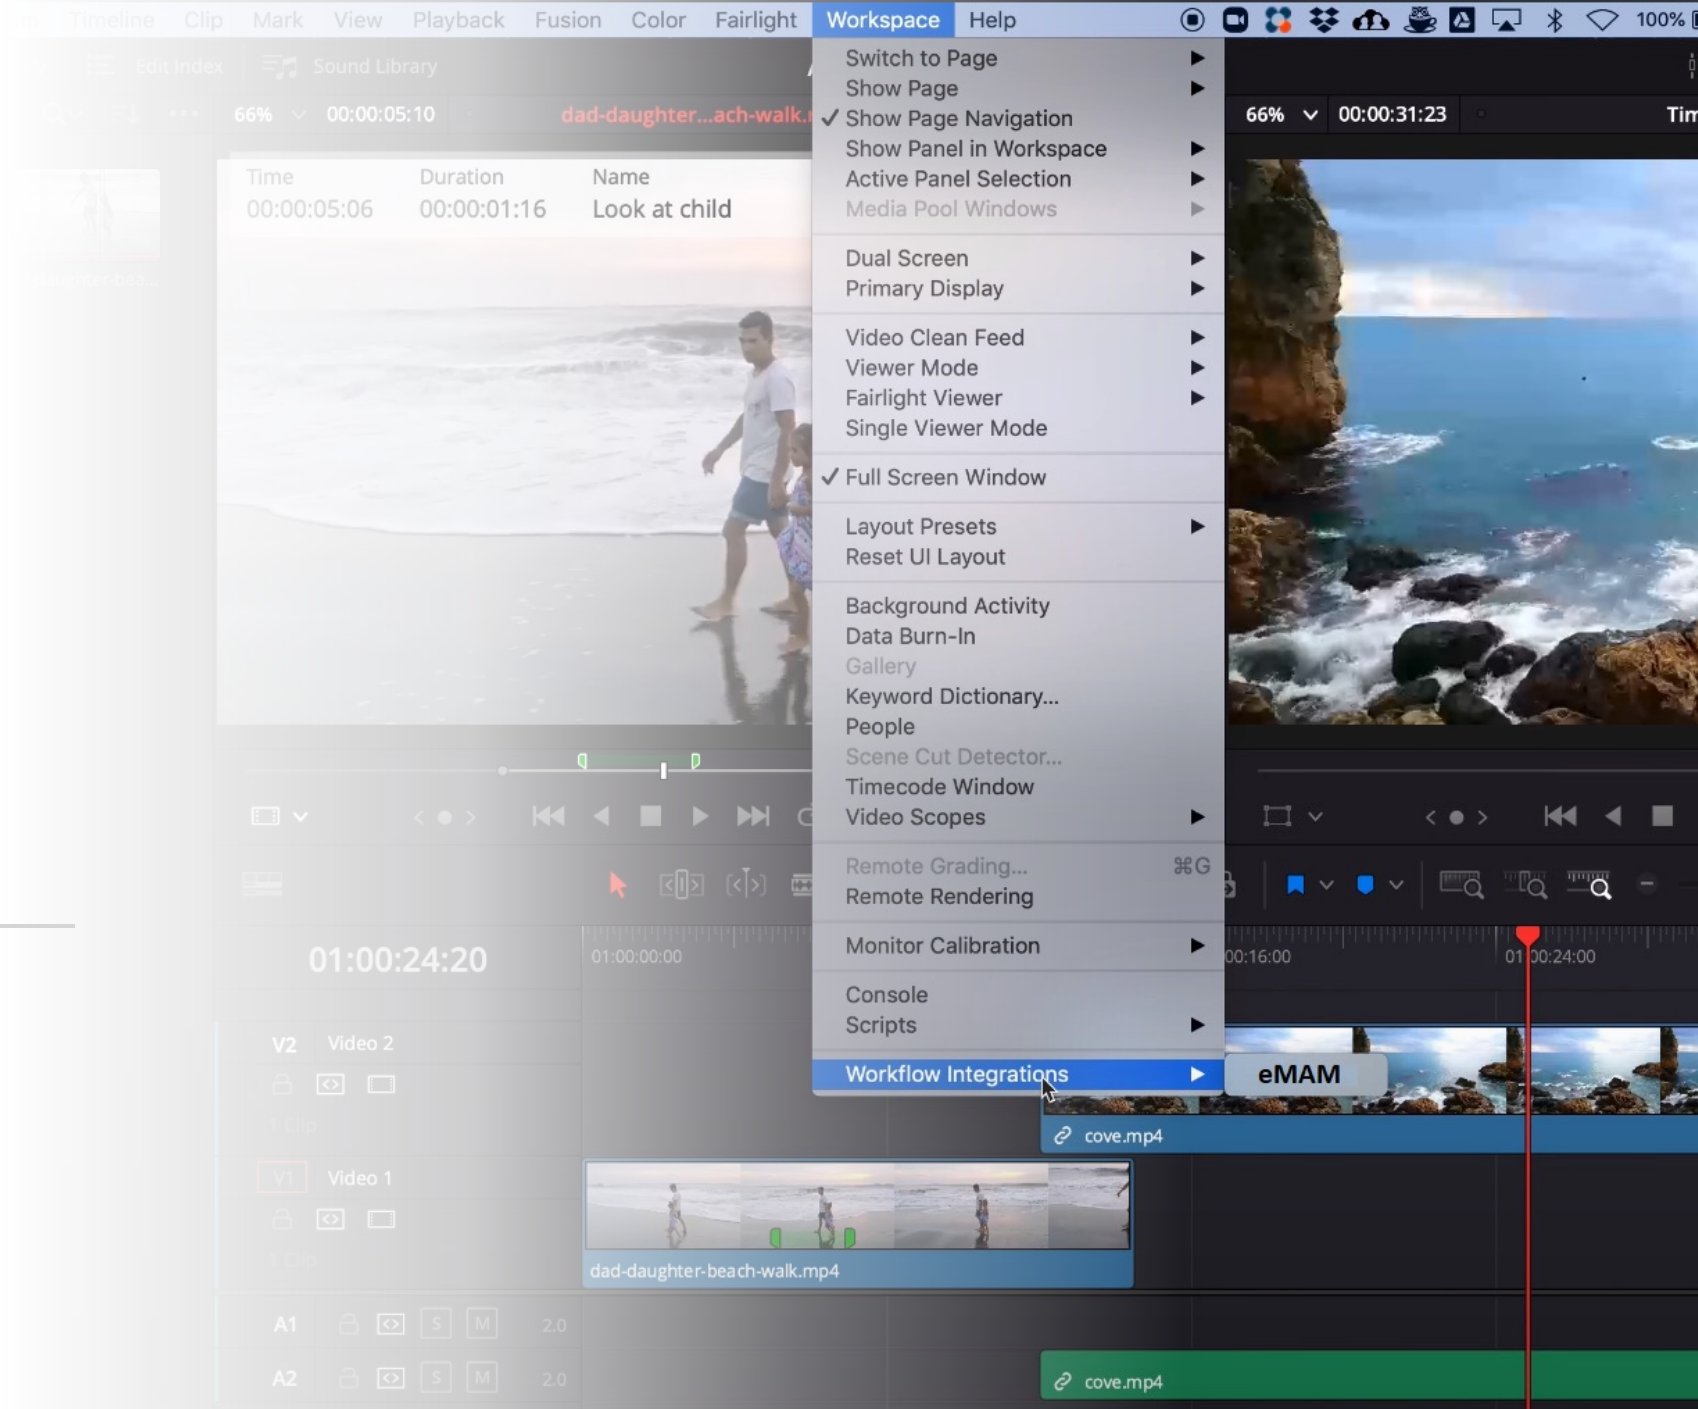 Timeline Clip Mark View Playback Fusion Color Fairlight Workspace Help 100%
Edit Index Sound Library
66% 00:00:05:10 dad-daughter...ach-walk. 66% 00:00:31:23
Time Duration Name
00:00:05:06 00:00:01:16 Look at child
Switch to Page
Show Page
✓ Show Page Navigation
Show Panel in Workspace
Active Panel Selection
Media Pool Windows
Dual Screen
Primary Display
Video Clean Feed
Viewer Mode
Fairlight Viewer
Single Viewer Mode
✓ Full Screen Window
Layout Presets
Reset UI Layout
Background Activity
Data Burn-In
Gallery
Keyword Dictionary...
People
Scene Cut Detector...
Timecode Window
Video Scopes
Remote Grading... ⌘G
Remote Rendering
Monitor Calibration
Console
Scripts
Workflow Integrations eMAM
01:00:24:20 01:00:00:00 00:16:00 01:00:24:00
V2 Video 2
1 Clip
cove.mp4
V1 Video 1
1 Clip
dad-daughter-beach-walk.mp4
A1 S M 2.0
A2 S M 2.0
cove.mp4